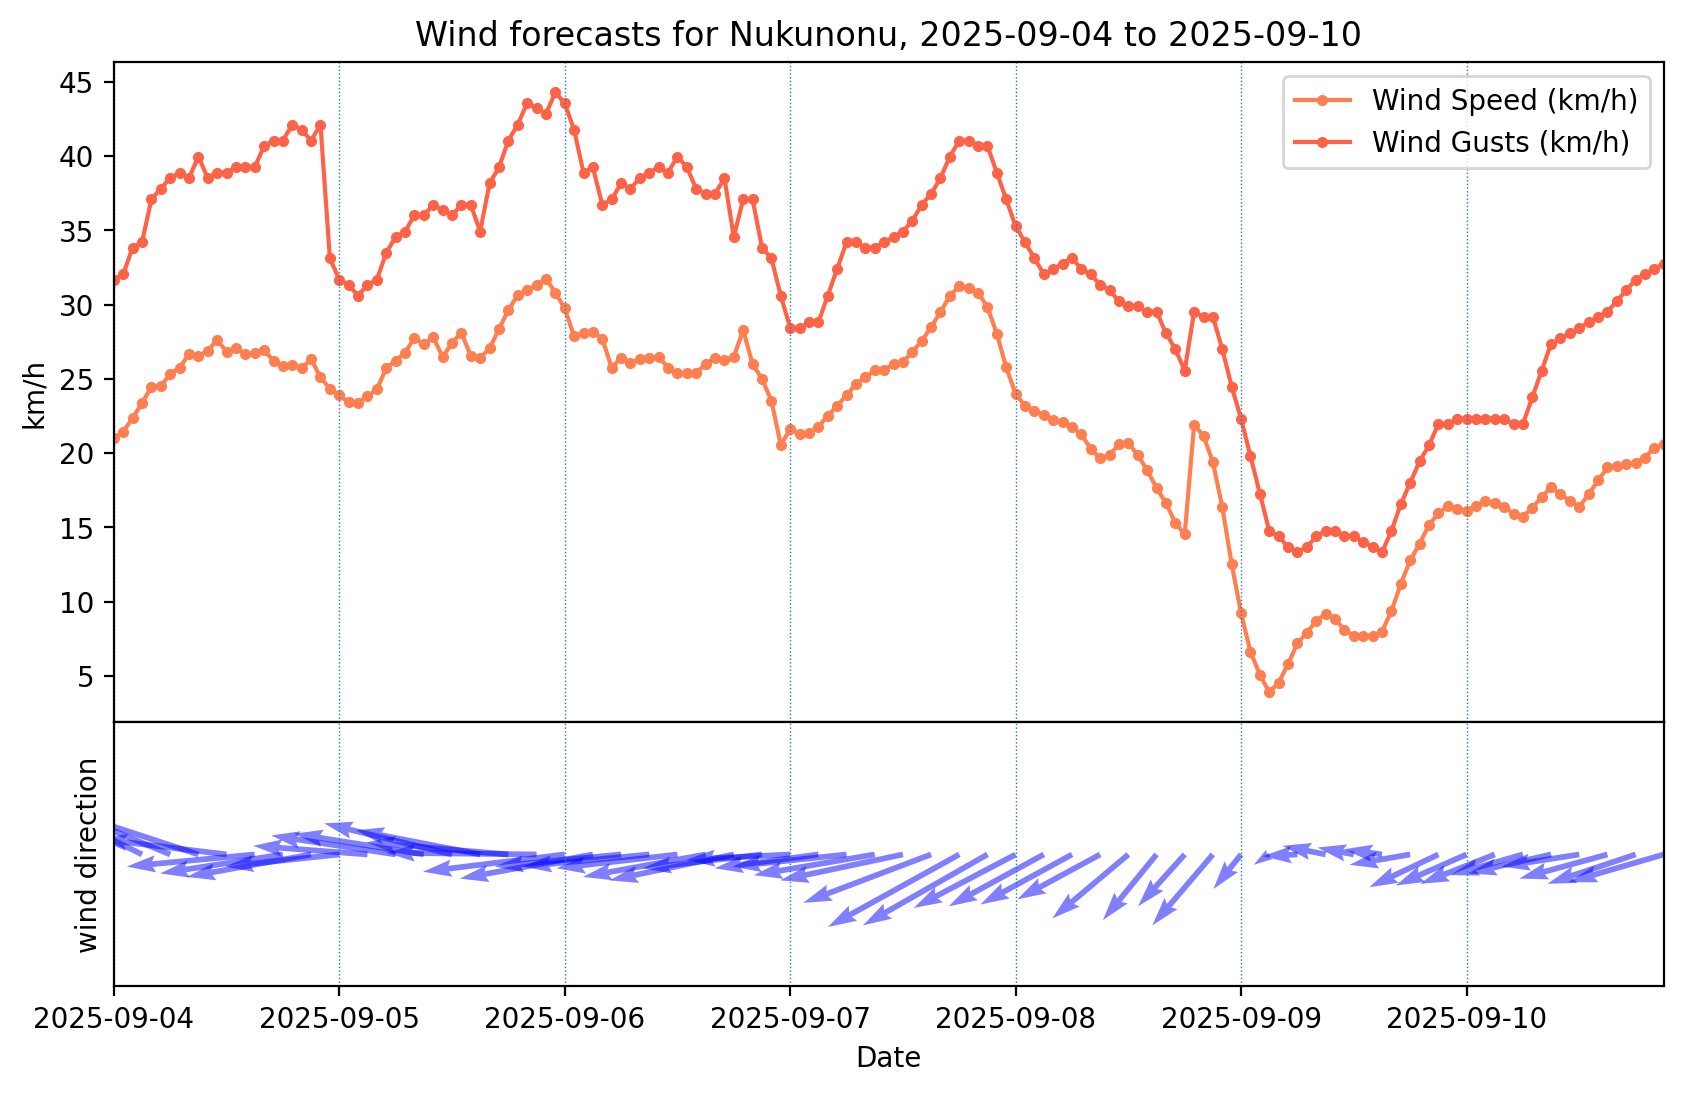 Wind forecasts for Nukunonu, 2025-09-04 to 2025-09-10
Wind Speed (km/h)
Wind Gusts (km/h)
45
40
35
30
25
20
15
10
5
km/h
wind direction
2025-09-04
2025-09-05
2025-09-06
2025-09-07
2025-09-08
2025-09-09
2025-09-10
Date